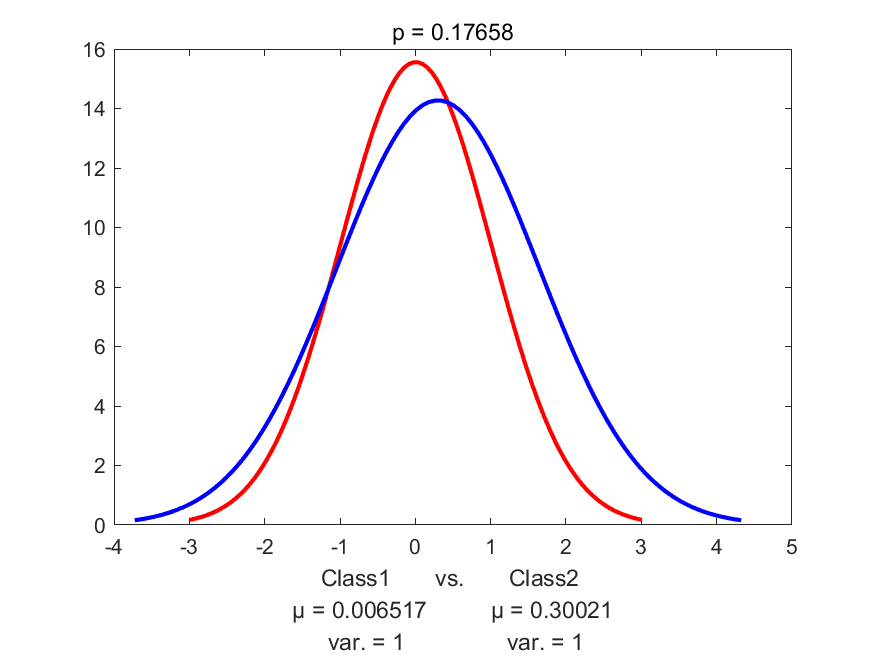 p = 0.17658
16
14
12
10
8
6
4
2
0
-4 -3 -2 -1 0 1 2 3 4 5
Class1 vs. Class2
μ = 0.006517 μ = 0.30021
var. = 1 var. = 1